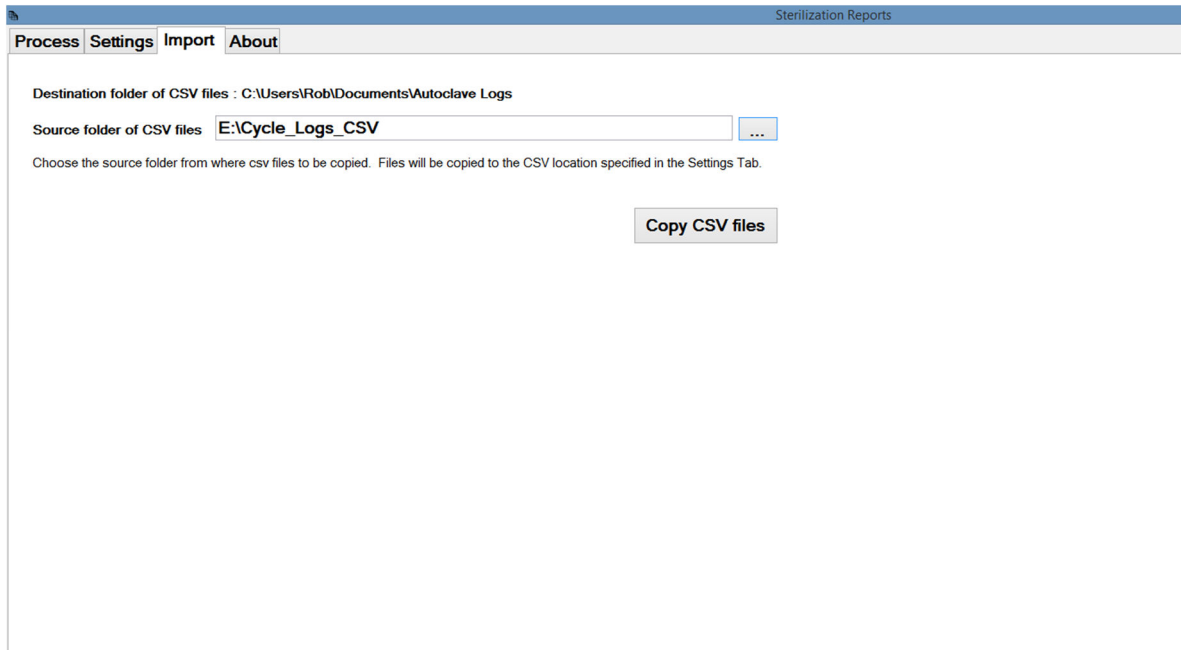 Sterilization Reports
Process Settings Import About
Destination folder of CSV files : C:\Users\Rob\Documents\Autoclave Logs
Source folder of CSV files E:\Cycle_Logs_CSV ...
Choose the source folder from where csv files to be copied.  Files will be copied to the CSV location specified in the Settings Tab.
Copy CSV files